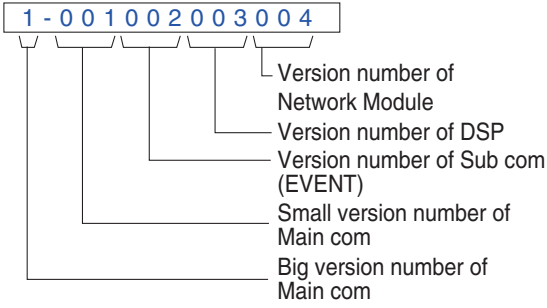 1-001002003004
Version number of
Network Module
Version number of DSP
Version number of Sub com
(EVENT)
Small version number of
Main com
Big version number of
Main com